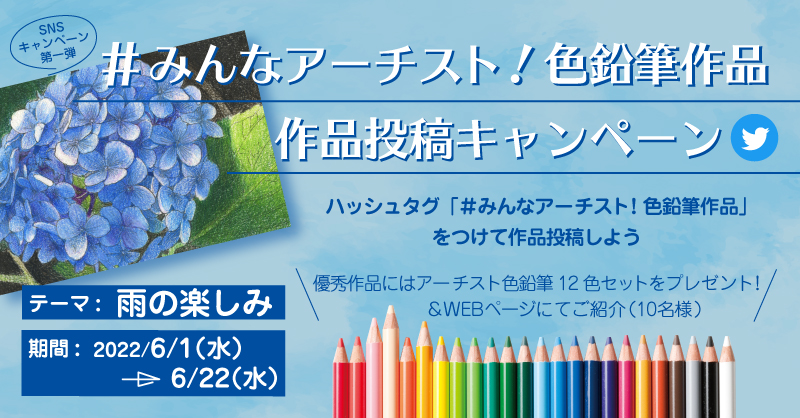 SNS
キャンペーン
第一弾
#みんなアーチスト！色鉛筆作品
作品投稿キャンペーン
ハッシュタグ「#みんなアーチスト！色鉛筆作品」
をつけて作品投稿しよう
優秀作品にはアーチスト色鉛筆12色セットをプレゼント！
&WEBページにてご紹介（10名様）
テーマ：雨の楽しみ
期間：2022/6/1（水）
6/22（水）